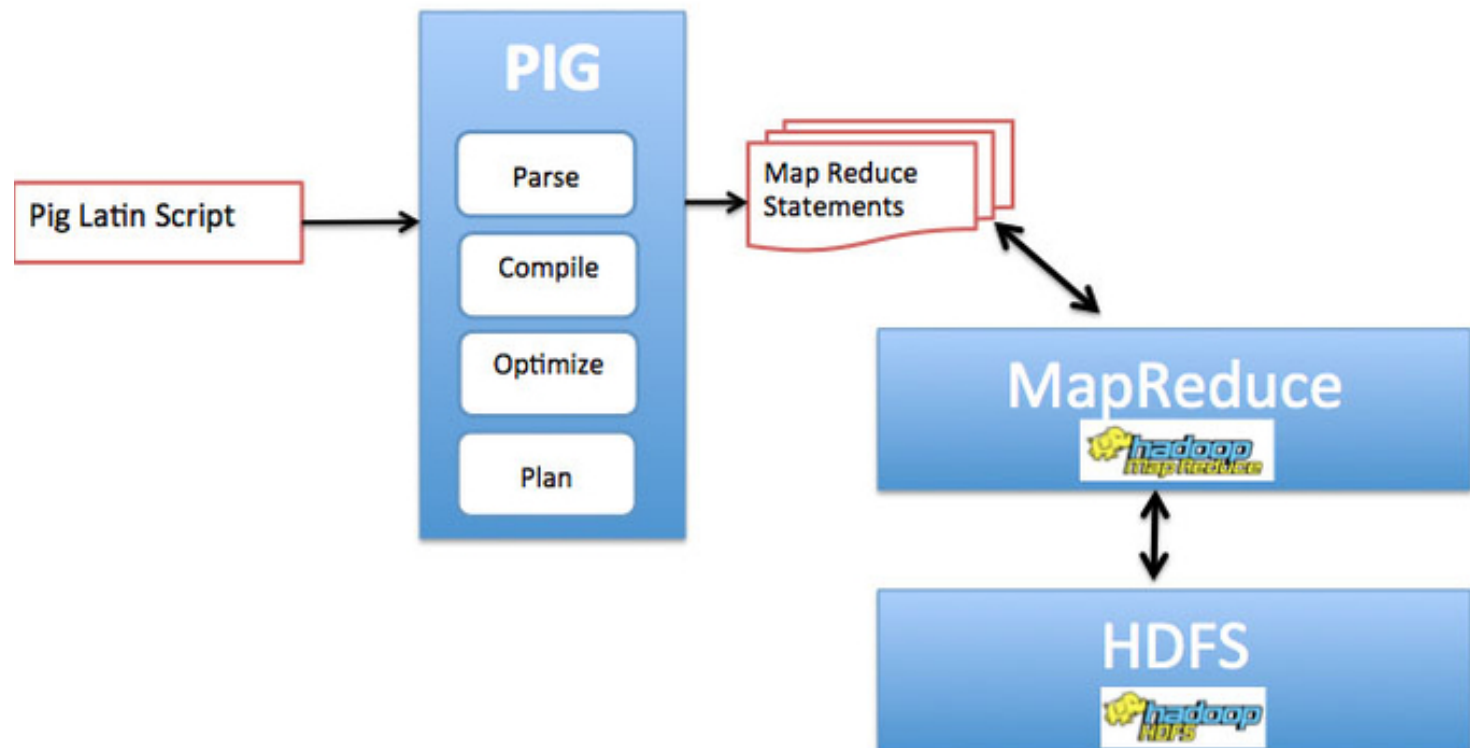 PIG
Parse
Pig Latin Script
Compile
Optimize
Plan
Map Reduce
Statements
MapReduce
hadoop
Map Reduce
HDFS
hadoop
HDFS